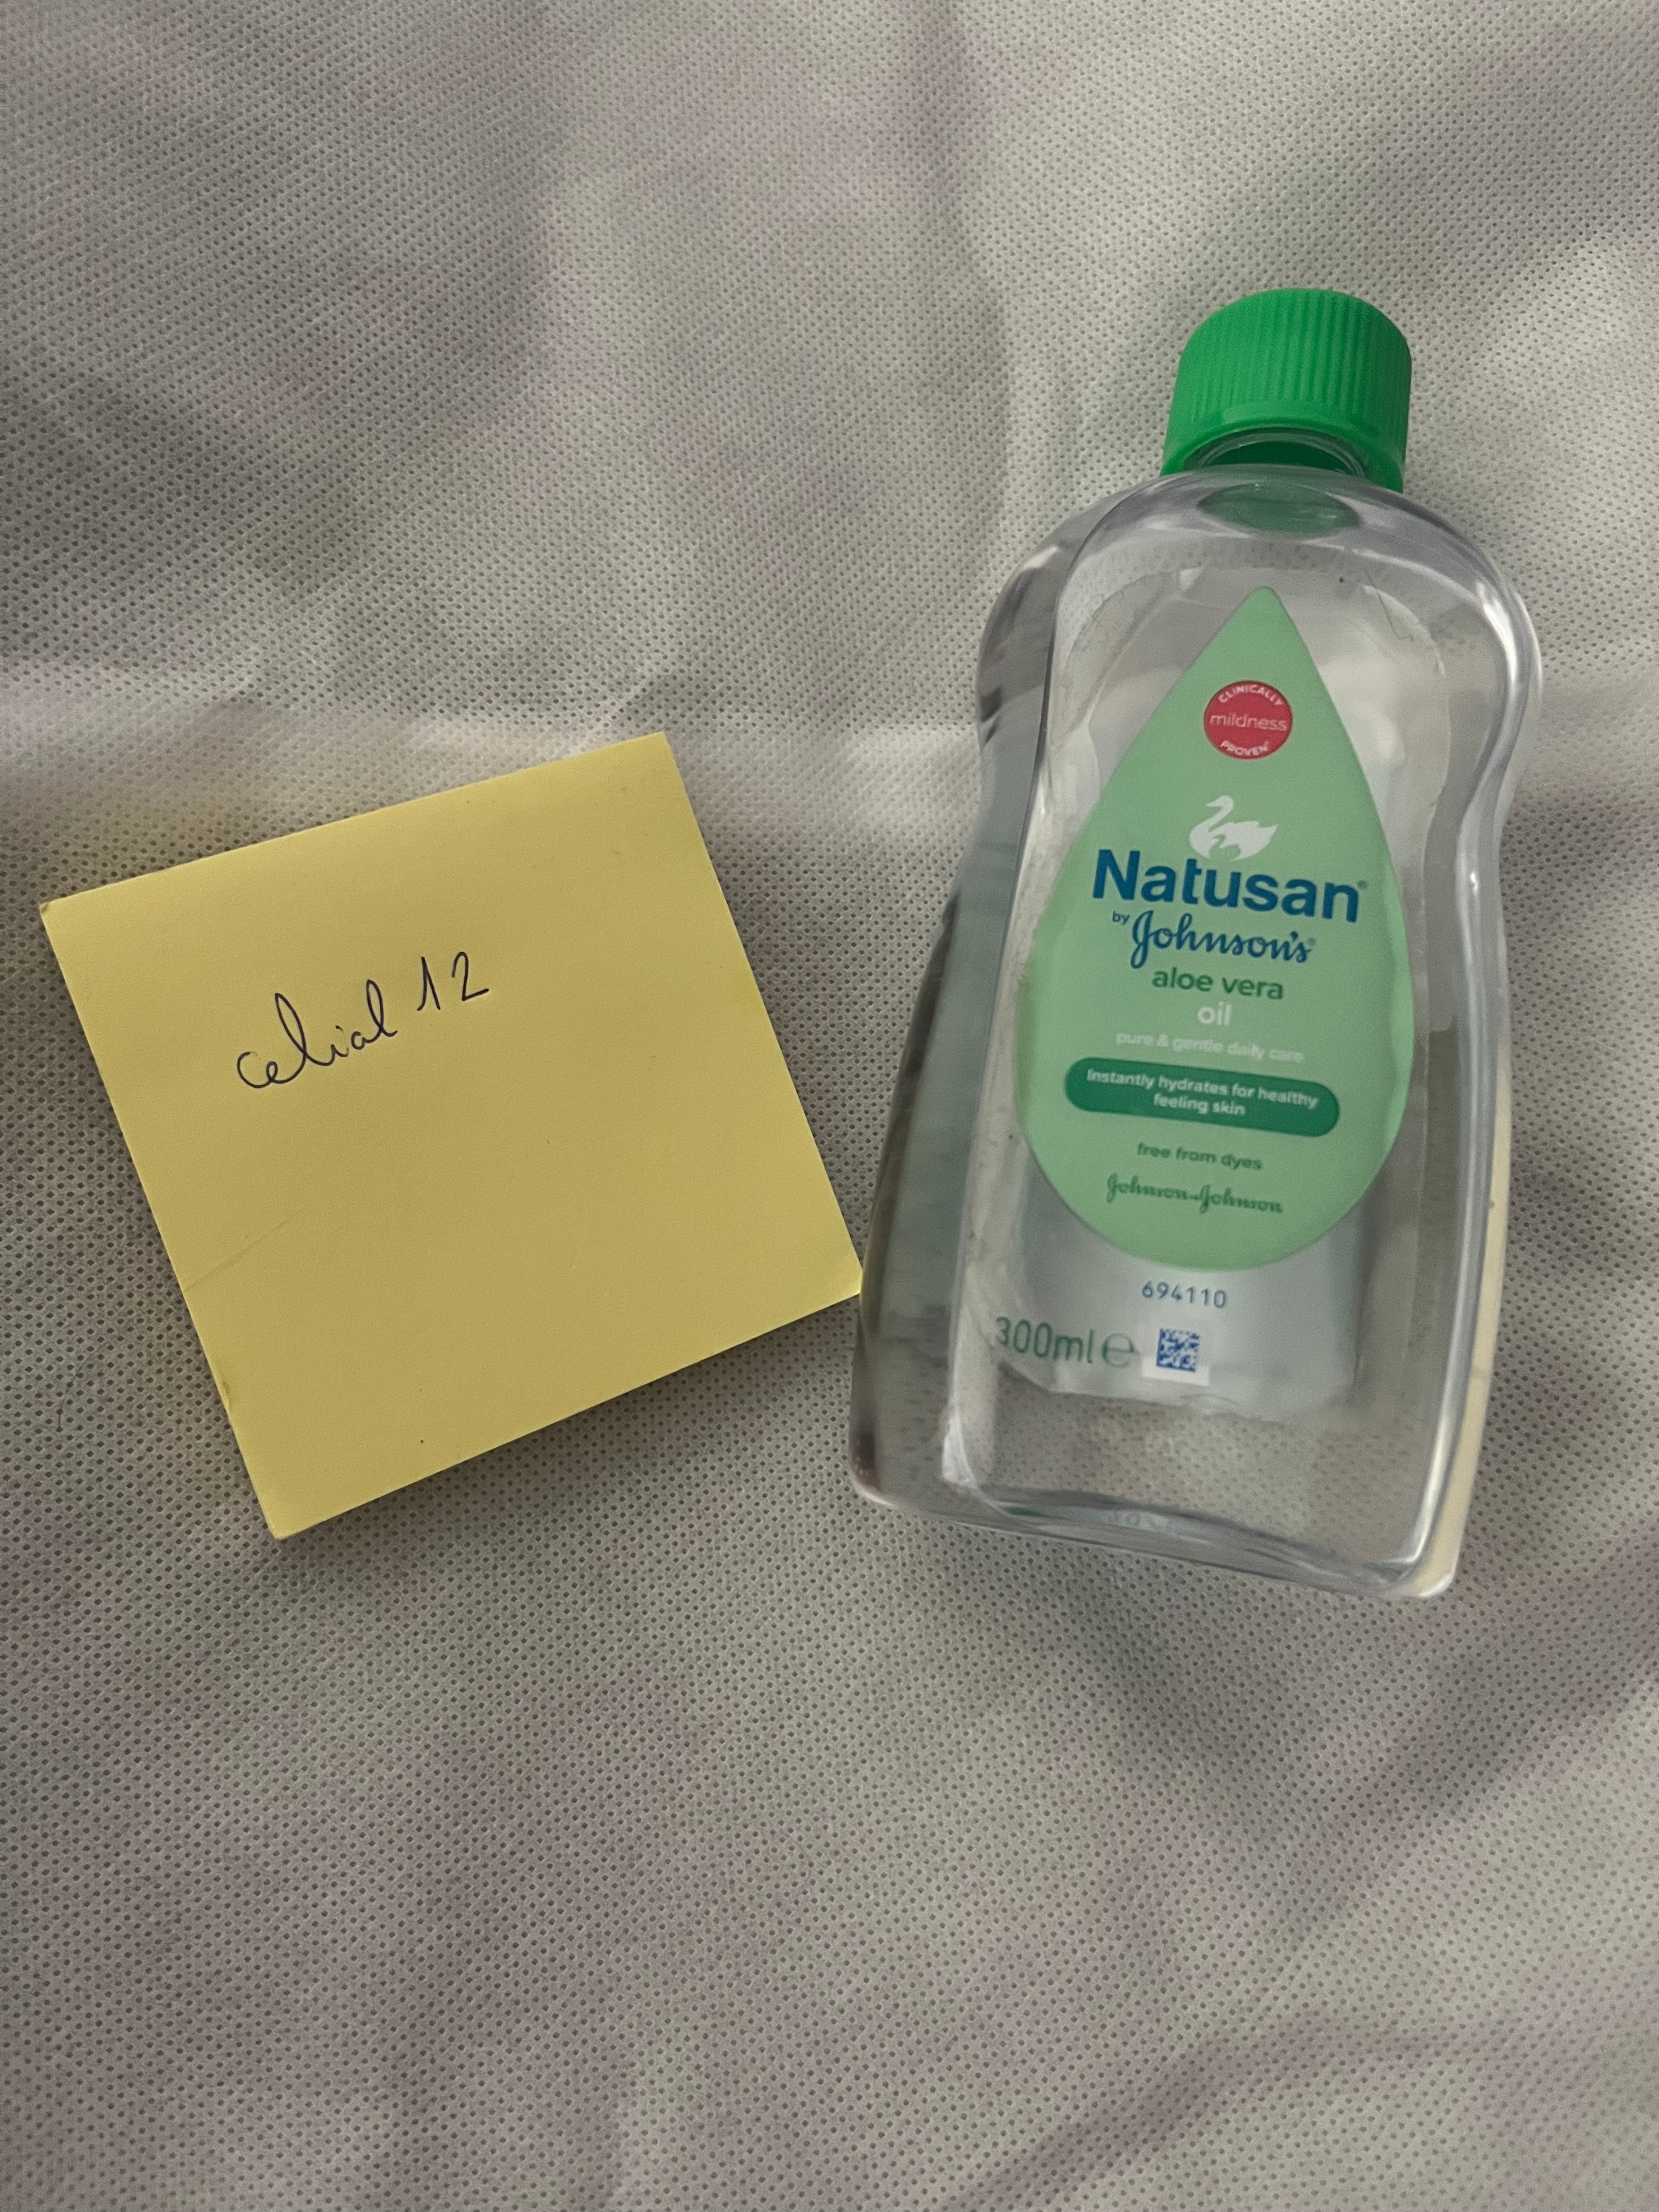 celial 12
CLINICALLY
mildness
PROVEN
Natusan®
by Johnson's®
aloe vera
oil
pure & gentle daily care
Instantly hydrates for healthy
feeling skin
free from dyes
Johnson & Johnson
694110
300ml e